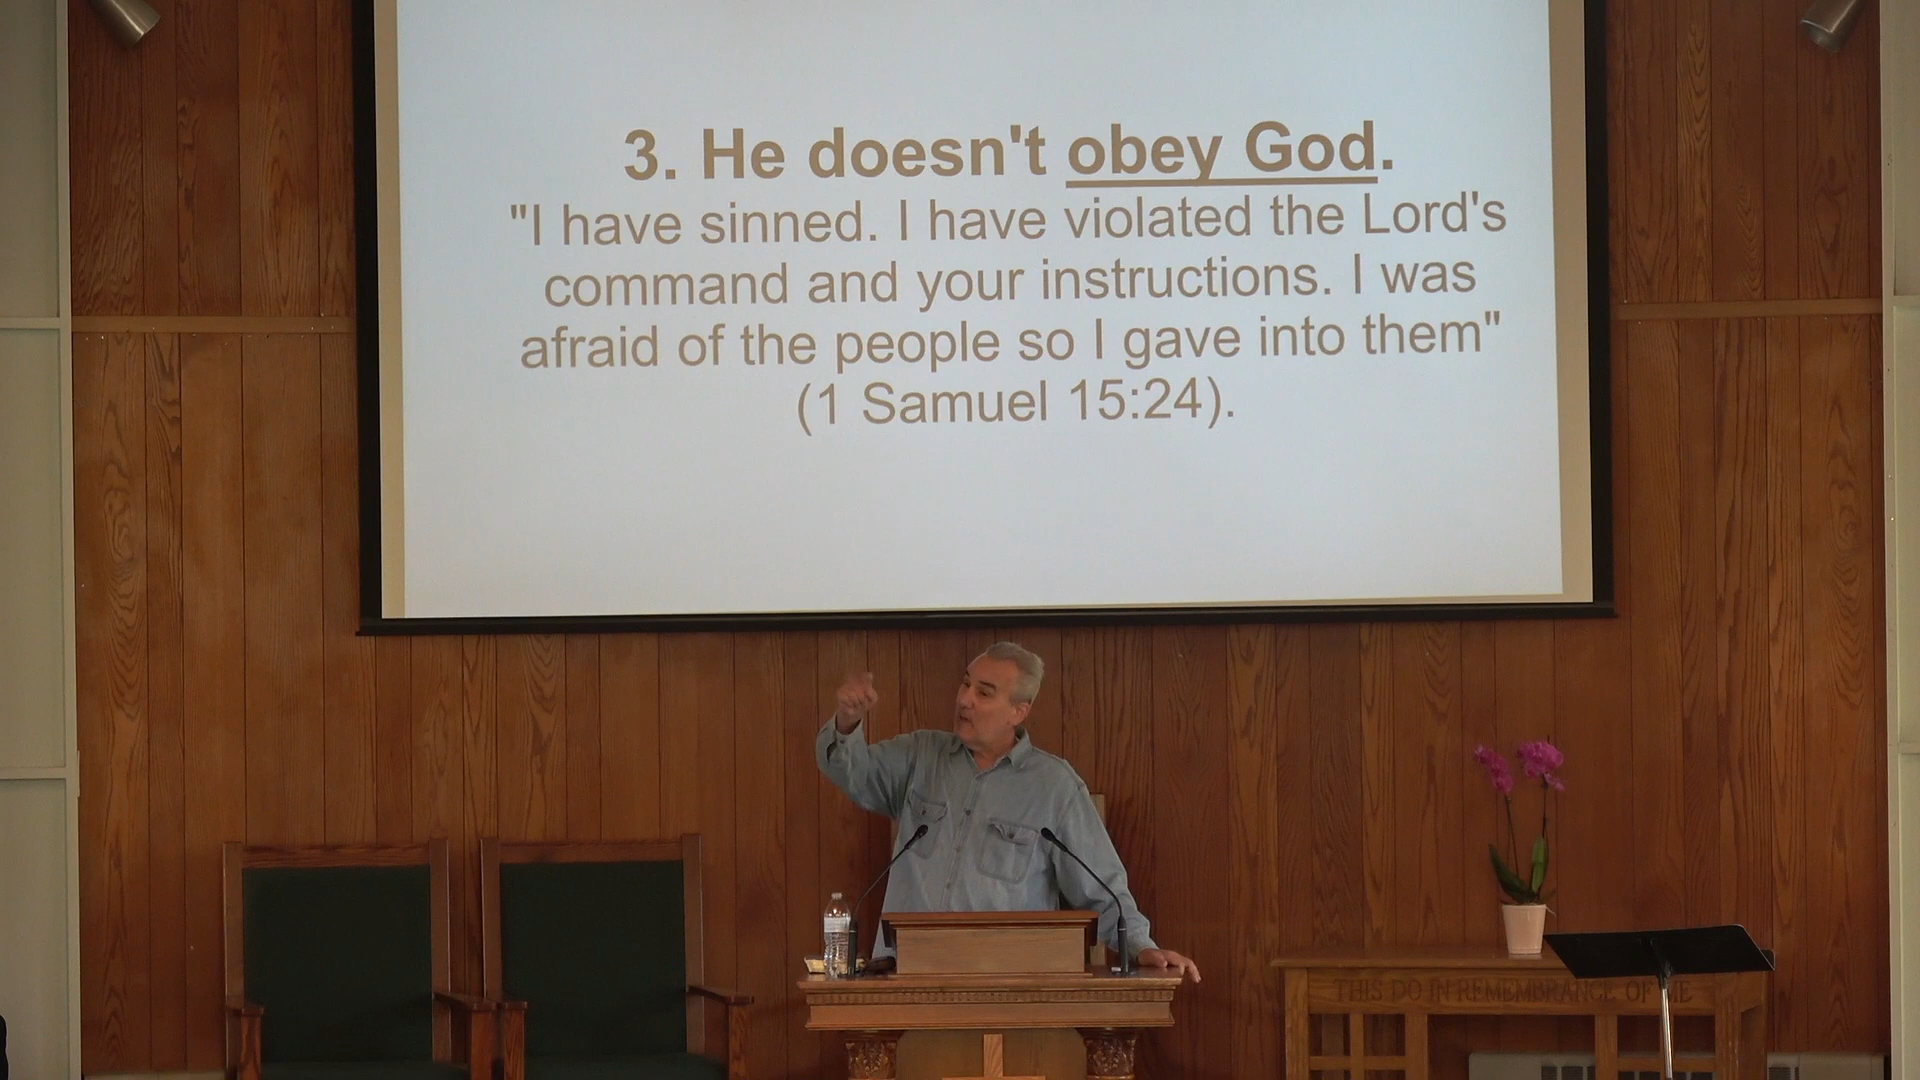 3. He doesn't obey God.
"I have sinned. I have violated the Lord's
command and your instructions. I was
afraid of the people so I gave into them"
(1 Samuel 15:24).
THIS DO IN REMEMBRANCE OF ME